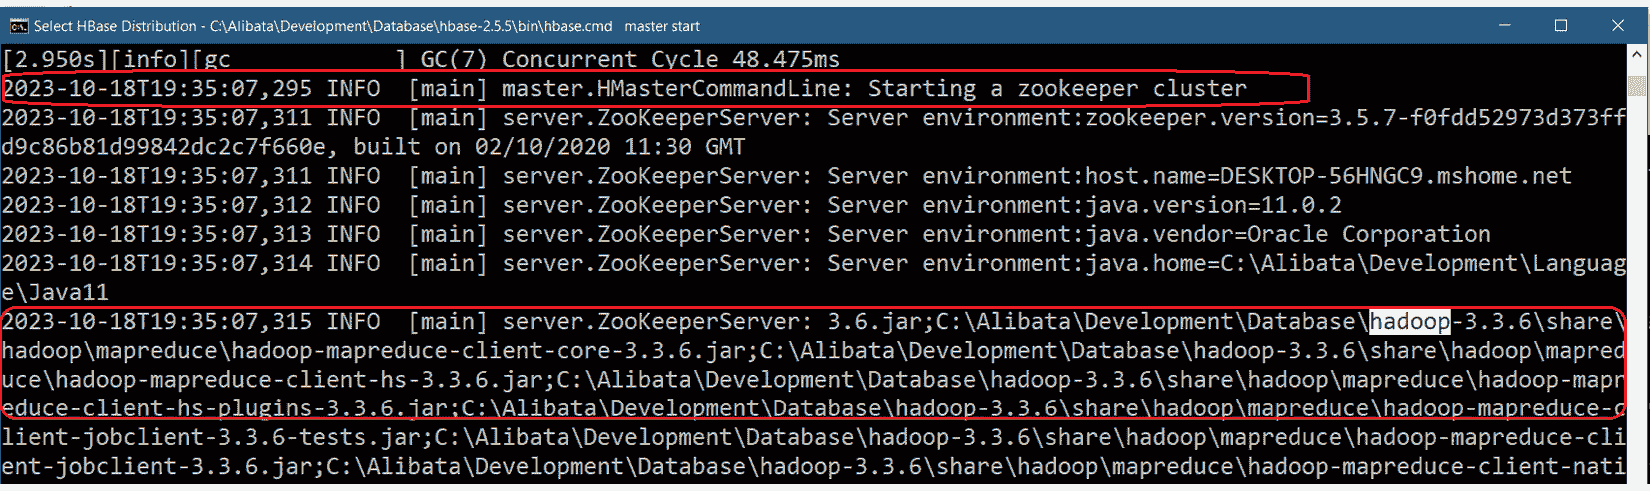 Select HBase Distribution - C:\Alibata\Development\Database\hbase-2.5.5\bin\hbase.cmd   master start
[2.950s][info][gc             ] GC(7) Concurrent Cycle 48.475ms
2023-10-18T19:35:07,295 INFO  [main] master.HMasterCommandLine: Starting a zookeeper cluster
2023-10-18T19:35:07,311 INFO  [main] server.ZooKeeperServer: Server environment:zookeeper.version=3.5.7-f0fdd52973d373ff
d9c86b81d99842dc2c7f660e, built on 02/10/2020 11:30 GMT
2023-10-18T19:35:07,311 INFO  [main] server.ZooKeeperServer: Server environment:host.name=DESKTOP-56HNGC9.mshome.net
2023-10-18T19:35:07,312 INFO  [main] server.ZooKeeperServer: Server environment:java.version=11.0.2
2023-10-18T19:35:07,313 INFO  [main] server.ZooKeeperServer: Server environment:java.vendor=Oracle Corporation
2023-10-18T19:35:07,314 INFO  [main] server.ZooKeeperServer: Server environment:java.home=C:\Alibata\Development\Languag
e\Java11
2023-10-18T19:35:07,315 INFO  [main] server.ZooKeeperServer: 3.6.jar;C:\Alibata\Development\Database\hadoop-3.3.6\share\
hadoop\mapreduce\hadoop-mapreduce-client-core-3.3.6.jar;C:\Alibata\Development\Database\hadoop-3.3.6\share\hadoop\mapred
uce\hadoop-mapreduce-client-hs-3.3.6.jar;C:\Alibata\Development\Database\hadoop-3.3.6\share\hadoop\mapreduce\hadoop-mapr
educe-client-hs-plugins-3.3.6.jar;C:\Alibata\Development\Database\hadoop-3.3.6\share\hadoop\mapreduce\hadoop-mapreduce-c
lient-jobclient-3.3.6-tests.jar;C:\Alibata\Development\Database\hadoop-3.3.6\share\hadoop\mapreduce\hadoop-mapreduce-cli
ent-jobclient-3.3.6.jar;C:\Alibata\Development\Database\hadoop-3.3.6\share\hadoop\mapreduce\hadoop-mapreduce-client-nati